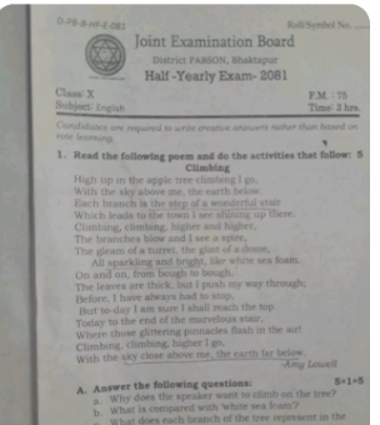 D-PB-B-HF-E-081
Roll/Symbol No. ......
Joint Examination Board
District PABSON, Bhaktapur
Half -Yearly Exam- 2081
Class: X
F.M. : 75
Subject: English
Time: 3 hrs.
Candidates are required to write creative answers rather than based on
rote learning.
1. Read the following poem and do the activities that follow: 5
Climbing
High up in the apple tree climbing I go,
With the sky above me, the earth below.
Each branch is the step of a wonderful stair
Which leads to the town I see shining up there.
Climbing, climbing, higher and higher,
The branches blow and I see a spire,
The gleam of a turret, the glint of a dome,
All sparkling and bright, like white sea foam.
On and on, from bough to bough,
The leaves are thick, but I push my way through;
Before, I have always had to stop,
But to-day I am sure I shall reach the top.
Today to the end of the marvelous stair,
Where those glittering pinnacles flash in the air!
Climbing, climbing, higher I go,
With the sky close above me, the earth far below.
-Amy Lowell
A. Answer the following questions: 5×1=5
a. Why does the speaker want to climb on the tree?
b. What is compared with 'white sea foam'?
c. What does each branch of the tree represent in the